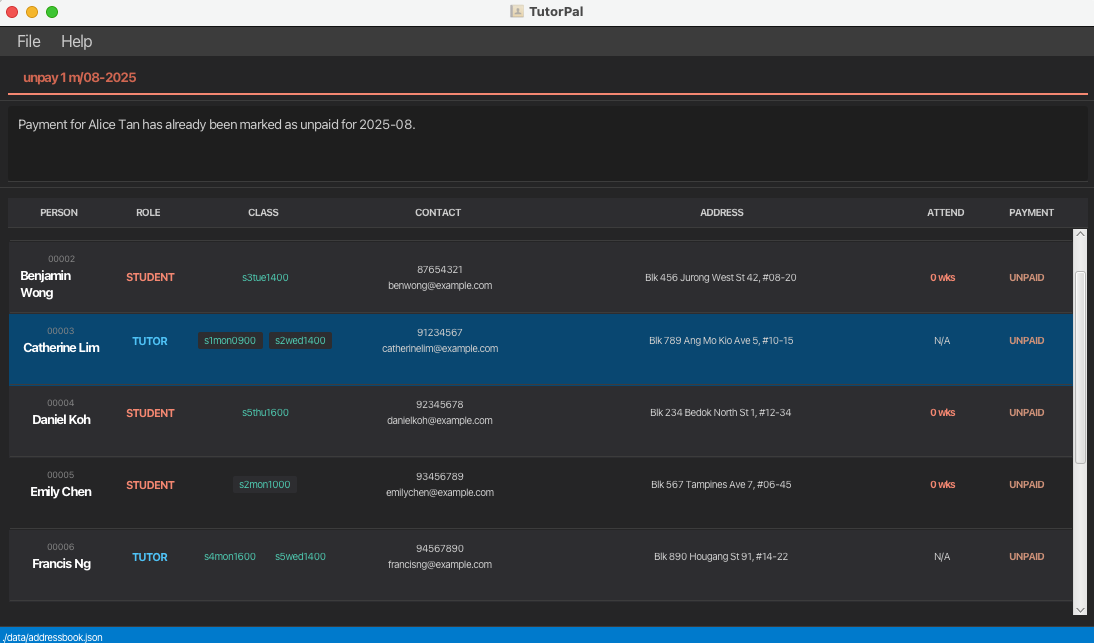 TutorPal
File Help
unpay 1 m/08-2025
Payment for Alice Tan has already been marked as unpaid for 2025-08.
PERSON ROLE CLASS CONTACT ADDRESS ATTEND PAYMENT
00002
Benjamin Wong STUDENT s3tue1400 87654321 benwong@example.com Blk 456 Jurong West St 42, #08-20 0 wks UNPAID
00003
Catherine Lim TUTOR s1mon0900 s2wed1400 91234567 catherinelim@example.com Blk 789 Ang Mo Kio Ave 5, #10-15 N/A UNPAID
00004
Daniel Koh STUDENT s5thu1600 92345678 danielkoh@example.com Blk 234 Bedok North St 1, #12-34 0 wks UNPAID
00005
Emily Chen STUDENT s2mon1000 93456789 emilychen@example.com Blk 567 Tampines Ave 7, #06-45 0 wks UNPAID
00006
Francis Ng TUTOR s4mon1600 s5wed1400 94567890 francisng@example.com Blk 890 Hougang St 91, #14-22 N/A UNPAID
./data/addressbook.json